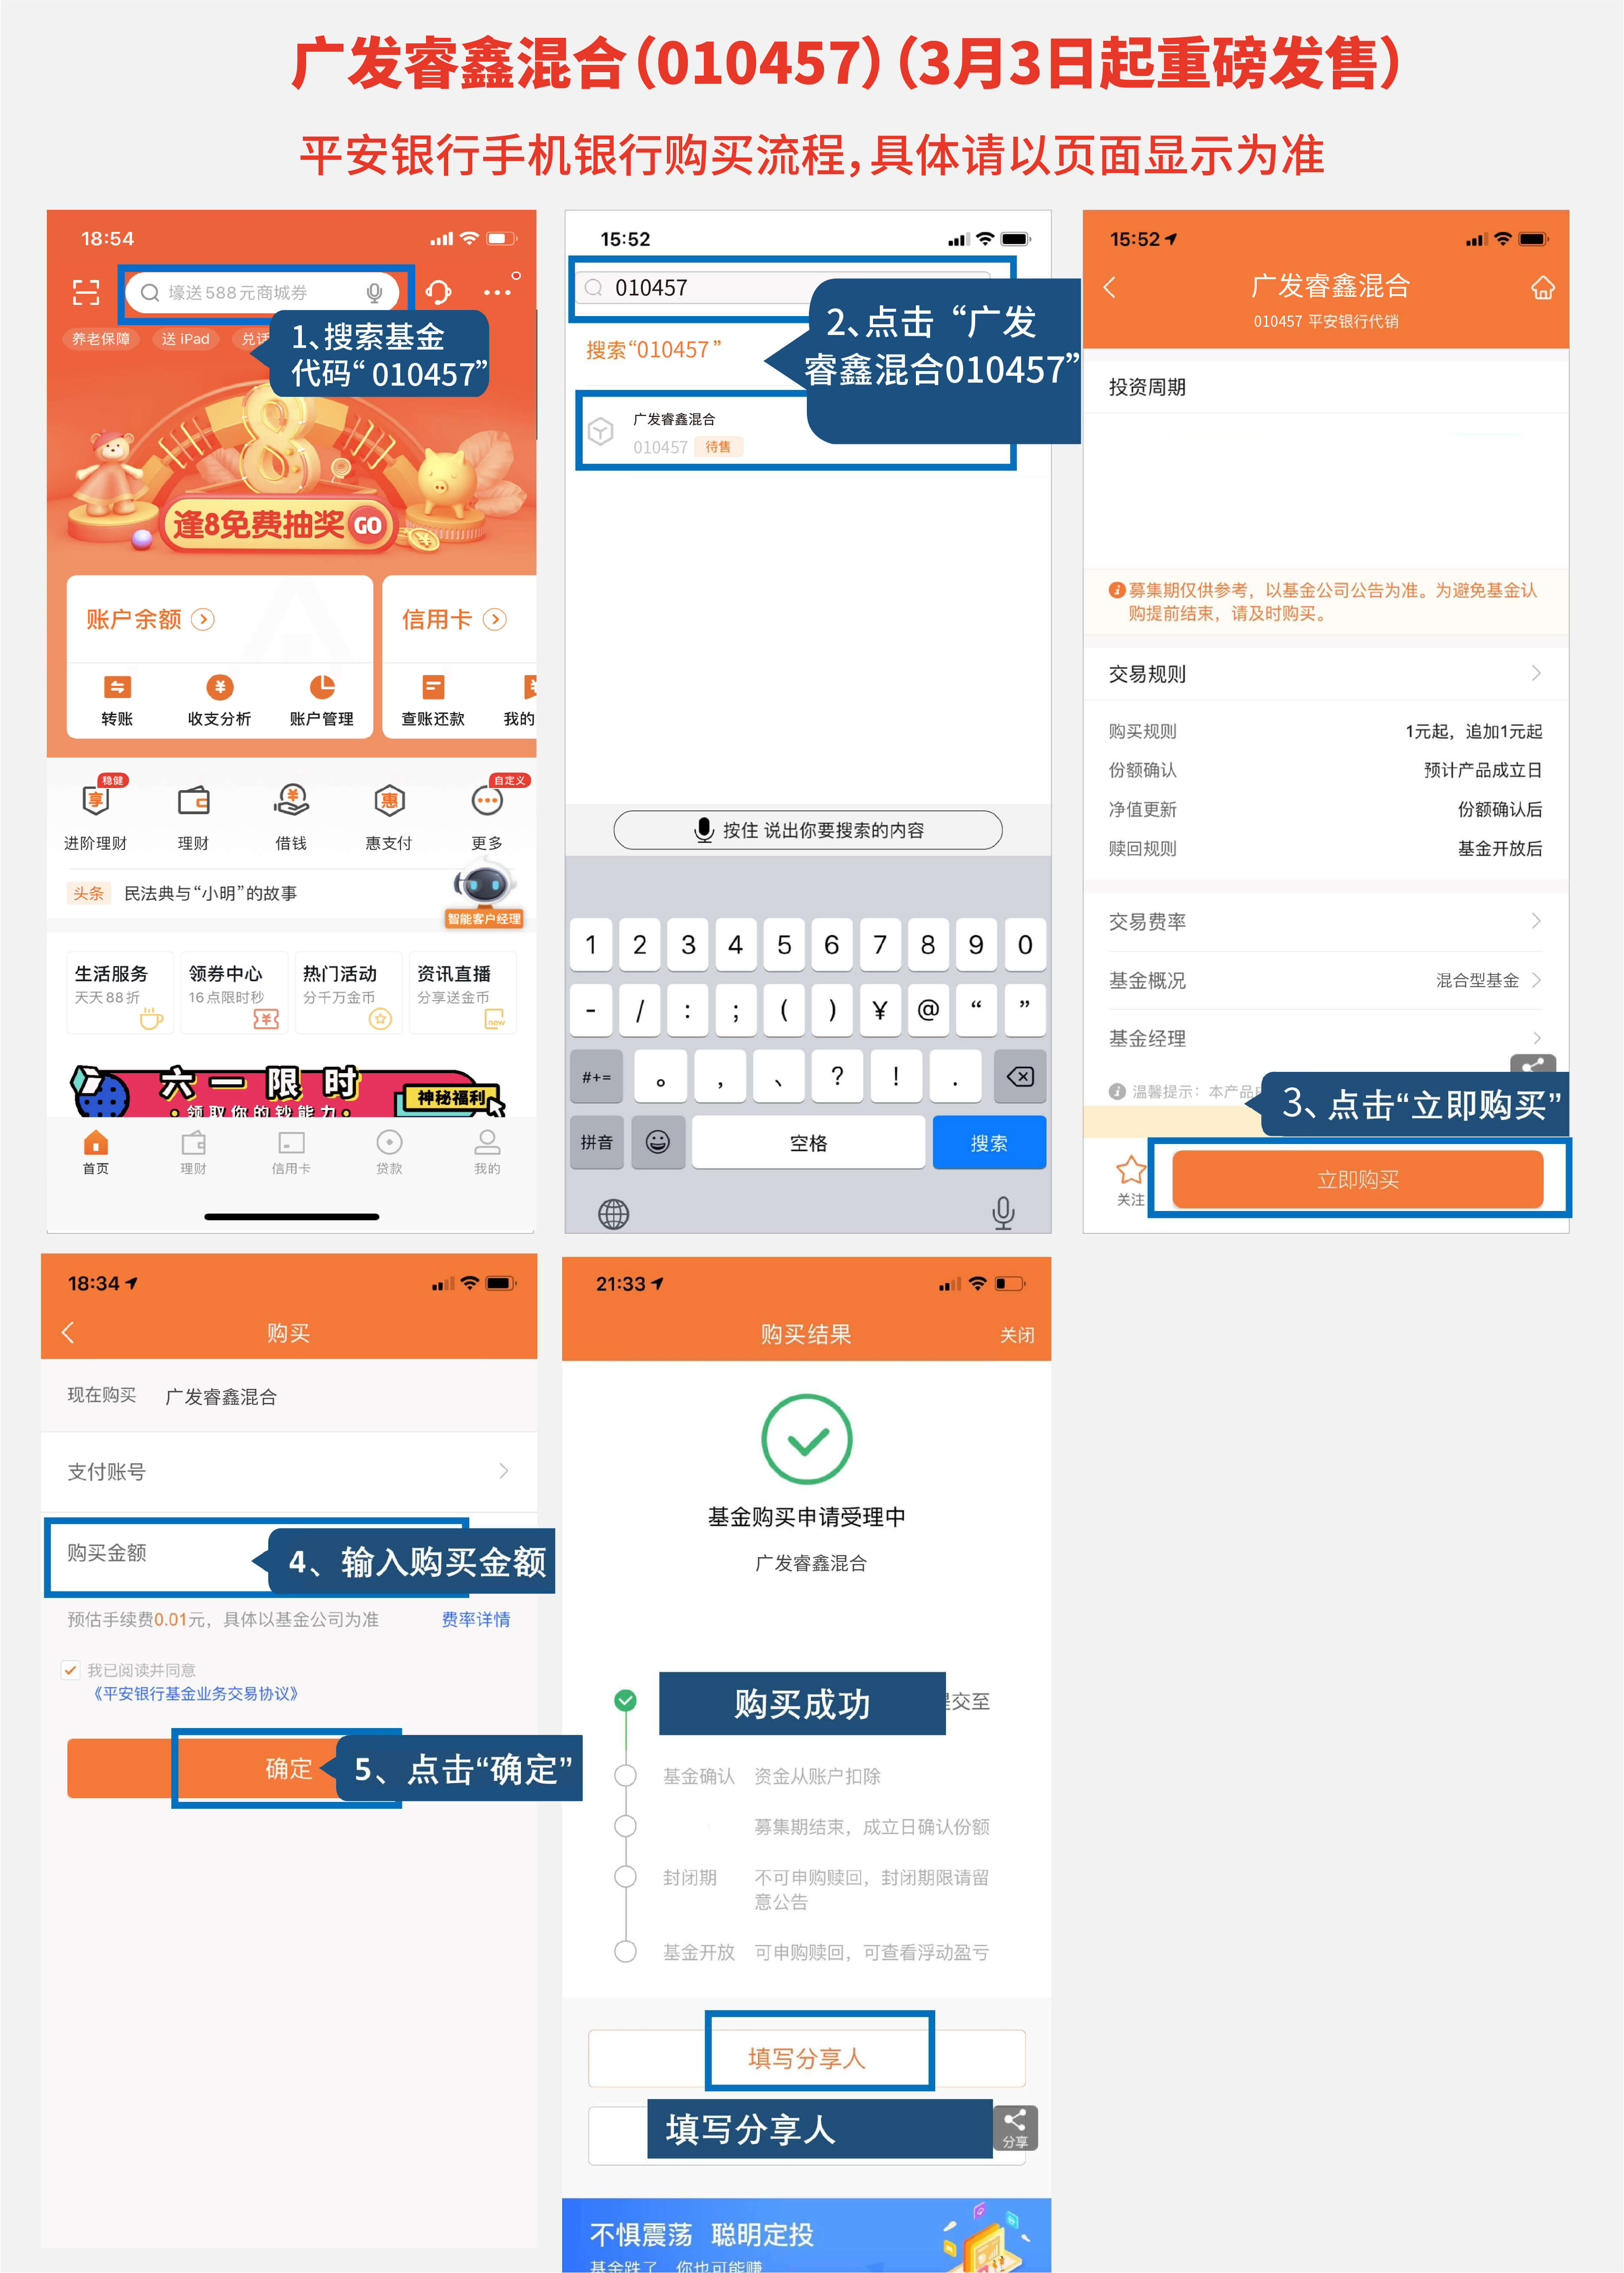 广发睿鑫混合(010457)(3月3日起重磅发售)
平安银行手机银行购买流程,具体请以页面显示为准
18:54
壕送588元商城券
养老保障 送 iPad
1、搜索基金
代码“010457”
逢8免费抽奖 GO
账户余额
信用卡
转账 收支分析 账户管理
查账还款 我的
稳健
自定义
享 惠
进阶理财 理财 借钱 惠支付 更多
头条 民法典与“小明”的故事
智能客户经理
生活服务 领券中心 热门活动 资讯直播
天天88折 16点限时秒 分千万金币 分享送金币
new
六一限时
领取你的钞能力
神秘福利
首页 理财 信用卡 贷款 我的
15:52
010457
搜索“010457”
2、点击“广发
睿鑫混合010457”
广发睿鑫混合
010457 待售
按住 说出你要搜索的内容
1 2 3 4 5 6 7 8 9 0
- / : ; ( ) ¥ @ “ ”
#+= 。 , 、 ? ! .
拼音 空格 搜索
15:52
广发睿鑫混合
010457 平安银行代销
投资周期
募集期仅供参考，以基金公司公告为准。为避免基金认
购提前结束，请及时购买。
交易规则
购买规则 1元起，追加1元起
份额确认 预计产品成立日
净值更新 份额确认后
赎回规则 基金开放后
交易费率
基金概况 混合型基金
基金经理
温馨提示：本产品
3、点击“立即购买”
关注
立即购买
18:34
购买
现在购买 广发睿鑫混合
支付账号
购买金额
4、输入购买金额
预估手续费0.01元，具体以基金公司为准 费率详情
我已阅读并同意
《平安银行基金业务交易协议》
确定
5、点击“确定”
21:33
购买结果 关闭
基金购买申请受理中
广发睿鑫混合
购买成功
交至
基金确认 资金从账户扣除
募集期结束，成立日确认份额
封闭期 不可申购赎回，封闭期限请留
意公告
基金开放 可申购赎回，可查看浮动盈亏
填写分享人
填写分享人
分享
不惧震荡 聪明定投
基金跌了 你也可能赚